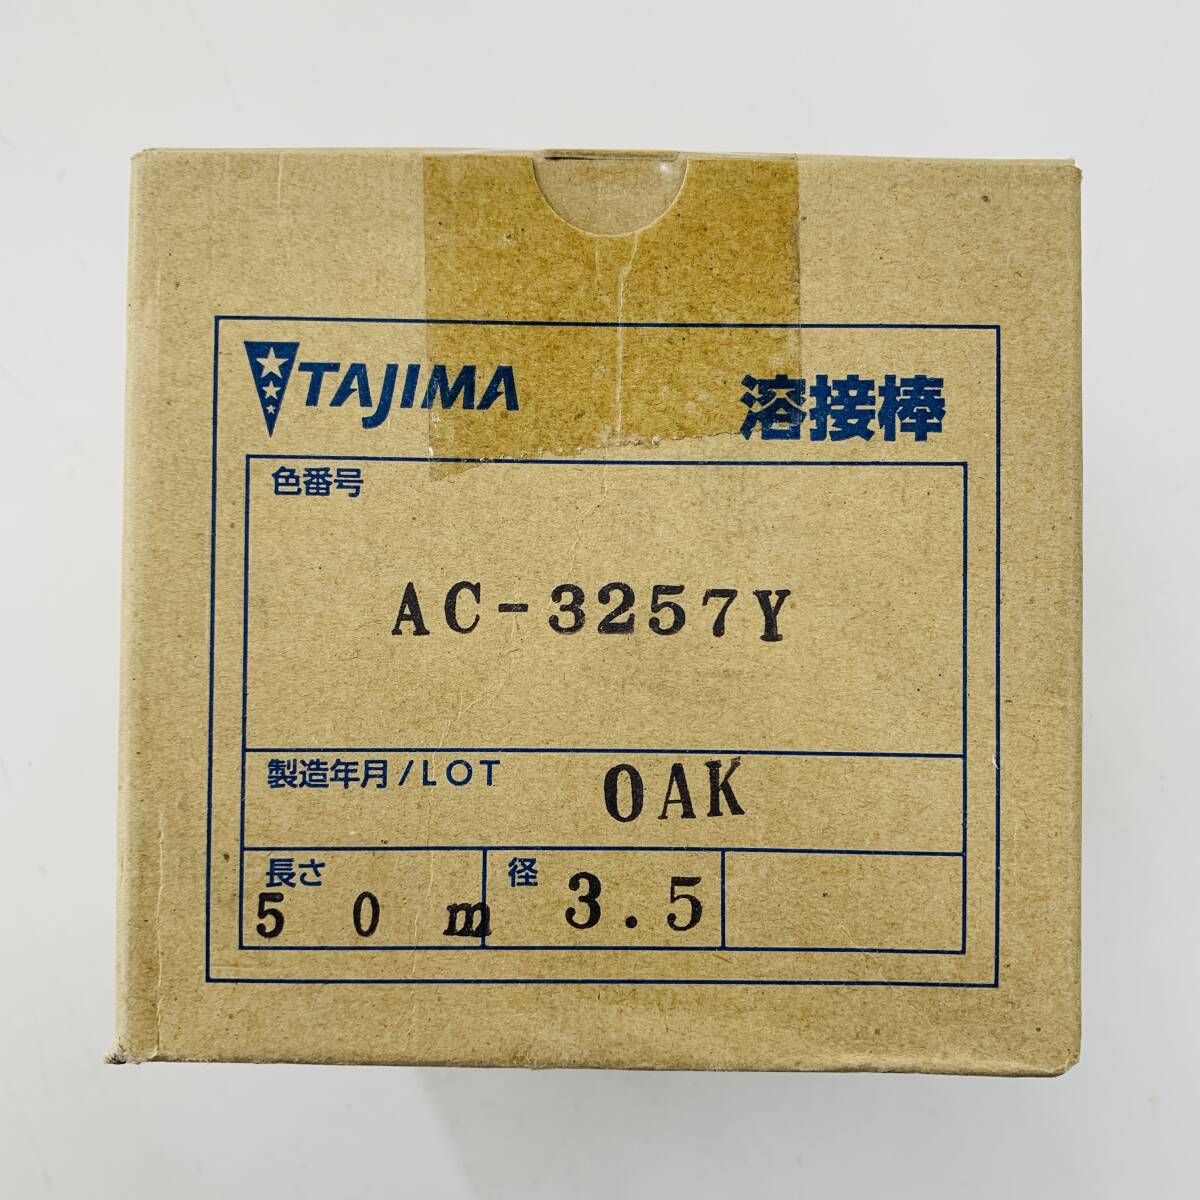 TAJIMA 溶接棒
色番号
AC-3257Y
製造年月/LOT 0AK
長さ 50m 径 3.5